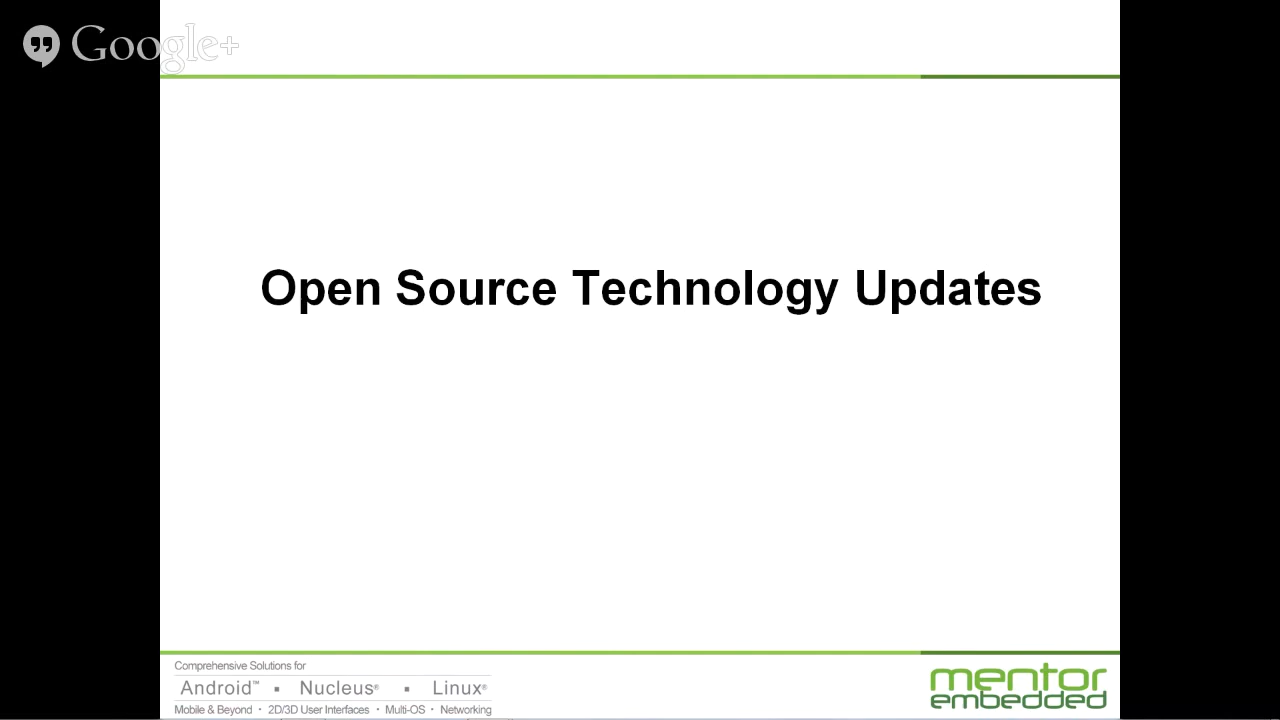 Google+
Open Source Technology Updates
Comprehensive Solutions for
Android™ ▪ Nucleus® ▪ Linux®
Mobile & Beyond · 2D/3D User Interfaces · Multi-OS · Networking
mentor
embedded